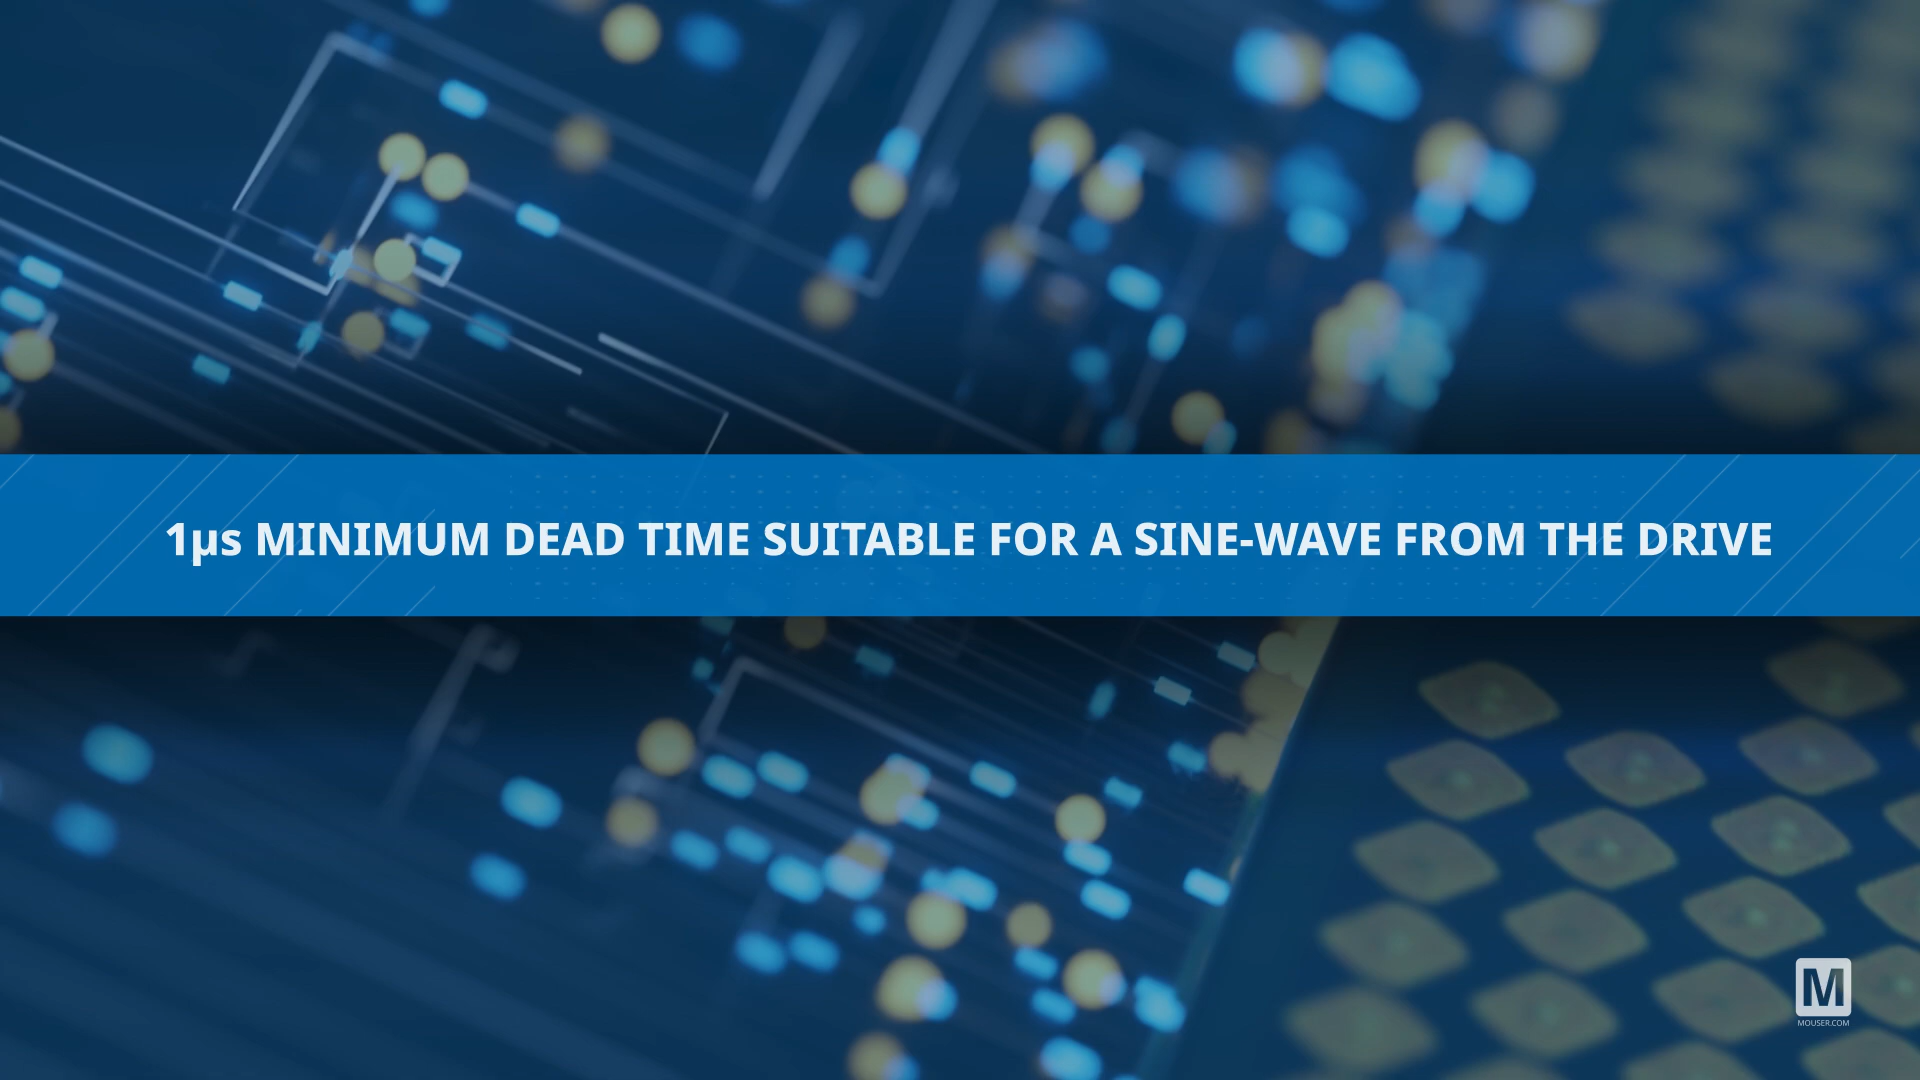 1µs MINIMUM DEAD TIME SUITABLE FOR A SINE-WAVE FROM THE DRIVE
M
MOUSER.COM